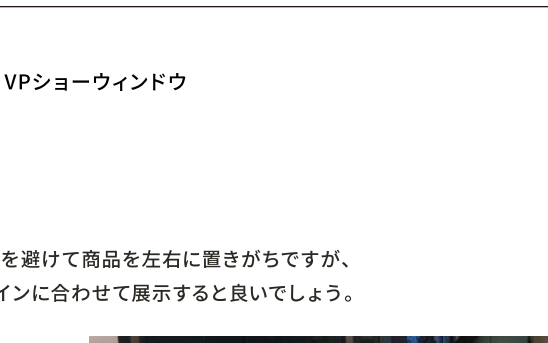 VPショーウィンドウ
を避けて商品を左右に置きがちですが、
インに合わせて展示すると良いでしょう。